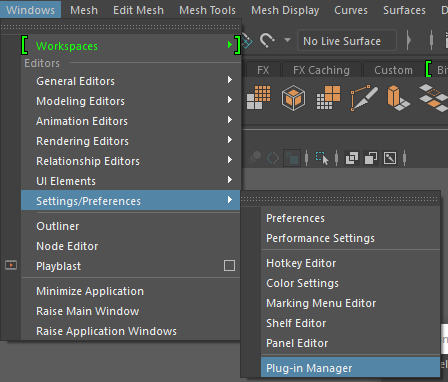 Windows Mesh Edit Mesh Mesh Tools Mesh Display Curves Surfaces
Workspaces
No Live Surface
Editors
FX FX Caching Custom
General Editors
Modeling Editors
Animation Editors
Rendering Editors
Relationship Editors
UI Elements
Settings/Preferences
Outliner
Node Editor
Playblast
Minimize Application
Raise Main Window
Raise Application Windows
Preferences
Performance Settings
Hotkey Editor
Color Settings
Marking Menu Editor
Shelf Editor
Panel Editor
Plug-in Manager